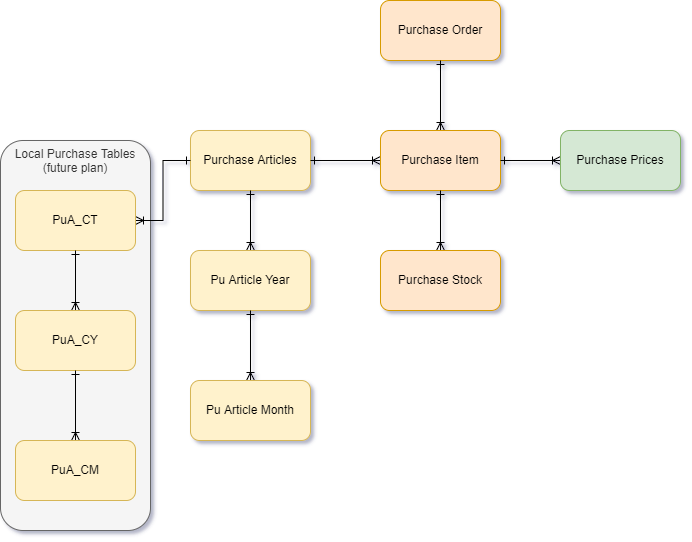 Purchase Order
Local Purchase Tables
(future plan)
Purchase Articles
Purchase Item
Purchase Prices
PuA_CT
Pu Article Year
Purchase Stock
PuA_CY
Pu Article Month
PuA_CM